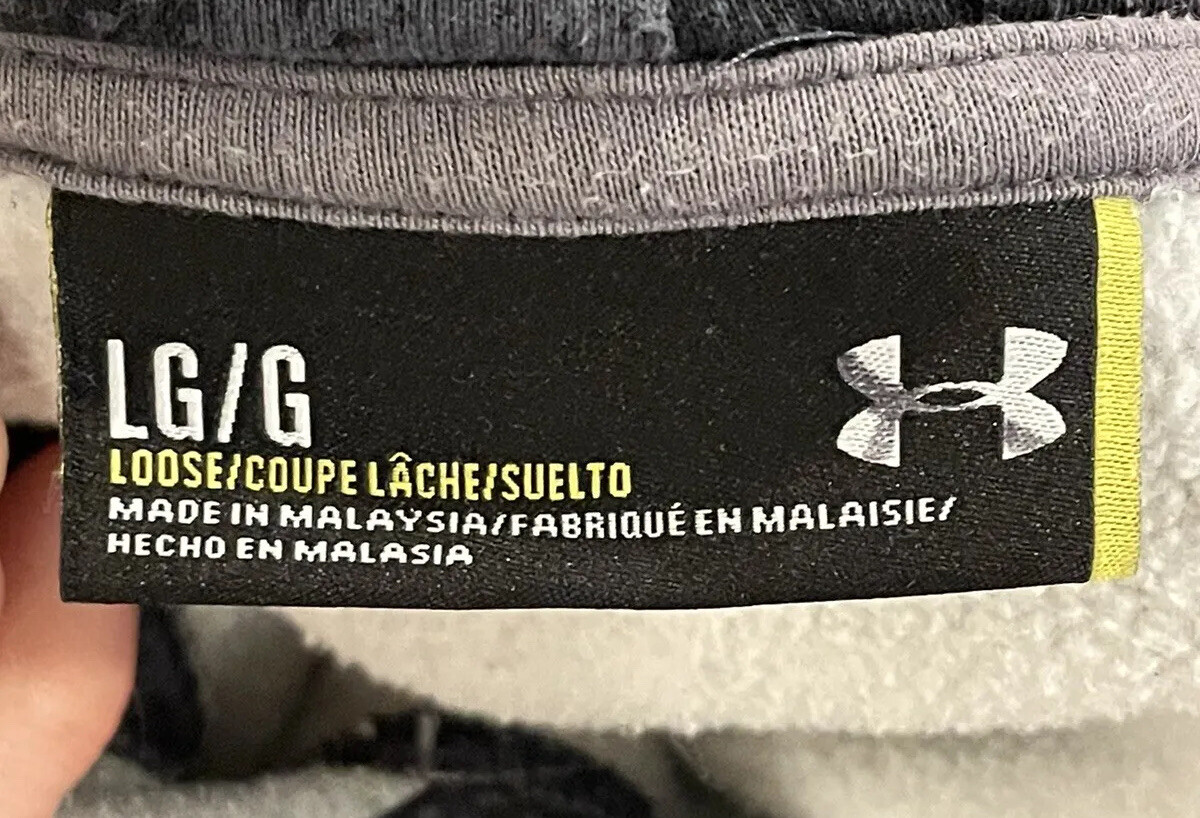 LG/G
LOOSE/COUPE LÂCHE/SUELTO
MADE IN MALAYSIA/FABRIQUÉ EN MALAISIE/
HECHO EN MALASIA